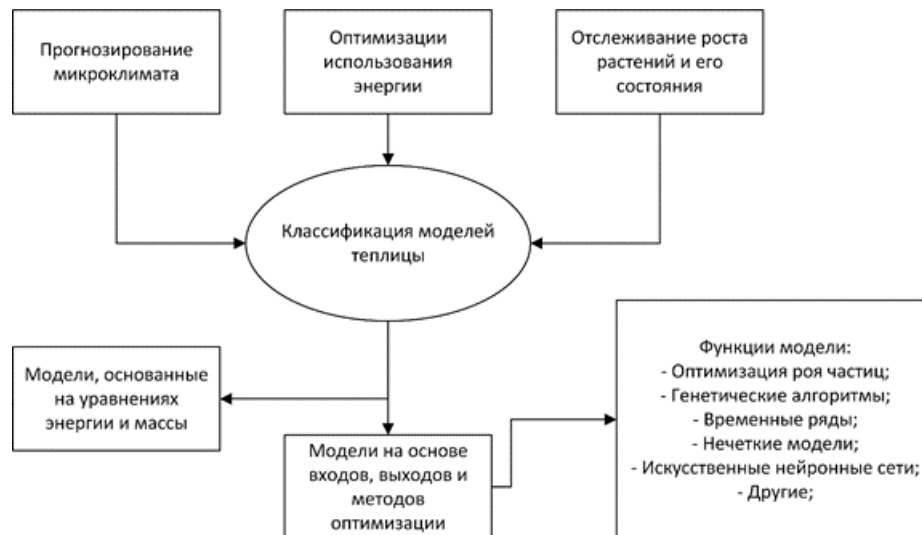 Прогнозирование
микроклимата
Оптимизации
использования
энергии
Отслеживание роста
растений и его
состояния
Классификация моделей
теплицы
Модели, основанные
на уравнениях
энергии и массы
Модели на основе
входов, выходов и
методов
оптимизации
Функции модели:
- Оптимизация роя частиц;
- Генетические алгоритмы;
- Временные ряды;
- Нечеткие модели;
- Искусственные нейронные сети;
- Другие;